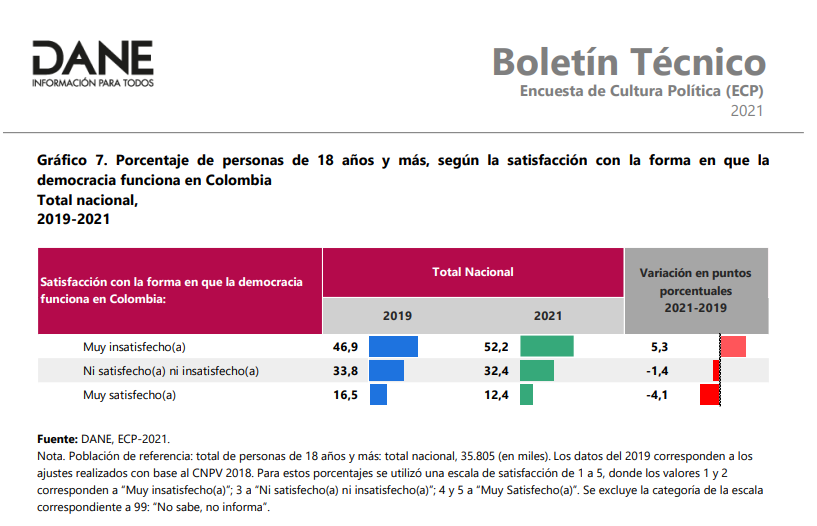 DANE
INFORMACIÓN PARA TODOS
Boletín Técnico
Encuesta de Cultura Política (ECP)
2021
Gráfico 7. Porcentaje de personas de 18 años y más, según la satisfacción con la forma en que la
democracia funciona en Colombia
Total nacional,
2019-2021
Satisfacción con la forma en que la democracia
funciona en Colombia:
Total Nacional
Variación en puntos
porcentuales
2021-2019
2019 2021
Muy insatisfecho(a) 46,9 52,2 5,3
Ni satisfecho(a) ni insatisfecho(a) 33,8 32,4 -1,4
Muy satisfecho(a) 16,5 12,4 -4,1
Fuente: DANE, ECP-2021.
Nota. Población de referencia: total de personas de 18 años y más: total nacional, 35.805 (en miles). Los datos del 2019 corresponden a los
ajustes realizados con base al CNPV 2018. Para estos porcentajes se utilizó una escala de satisfacción de 1 a 5, donde los valores 1 y 2
corresponden a “Muy insatisfecho(a)”; 3 a “Ni satisfecho(a) ni insatisfecho(a)”; 4 y 5 a “Muy Satisfecho(a)”. Se excluye la categoría de la escala
correspondiente a 99: “No sabe, no informa”.